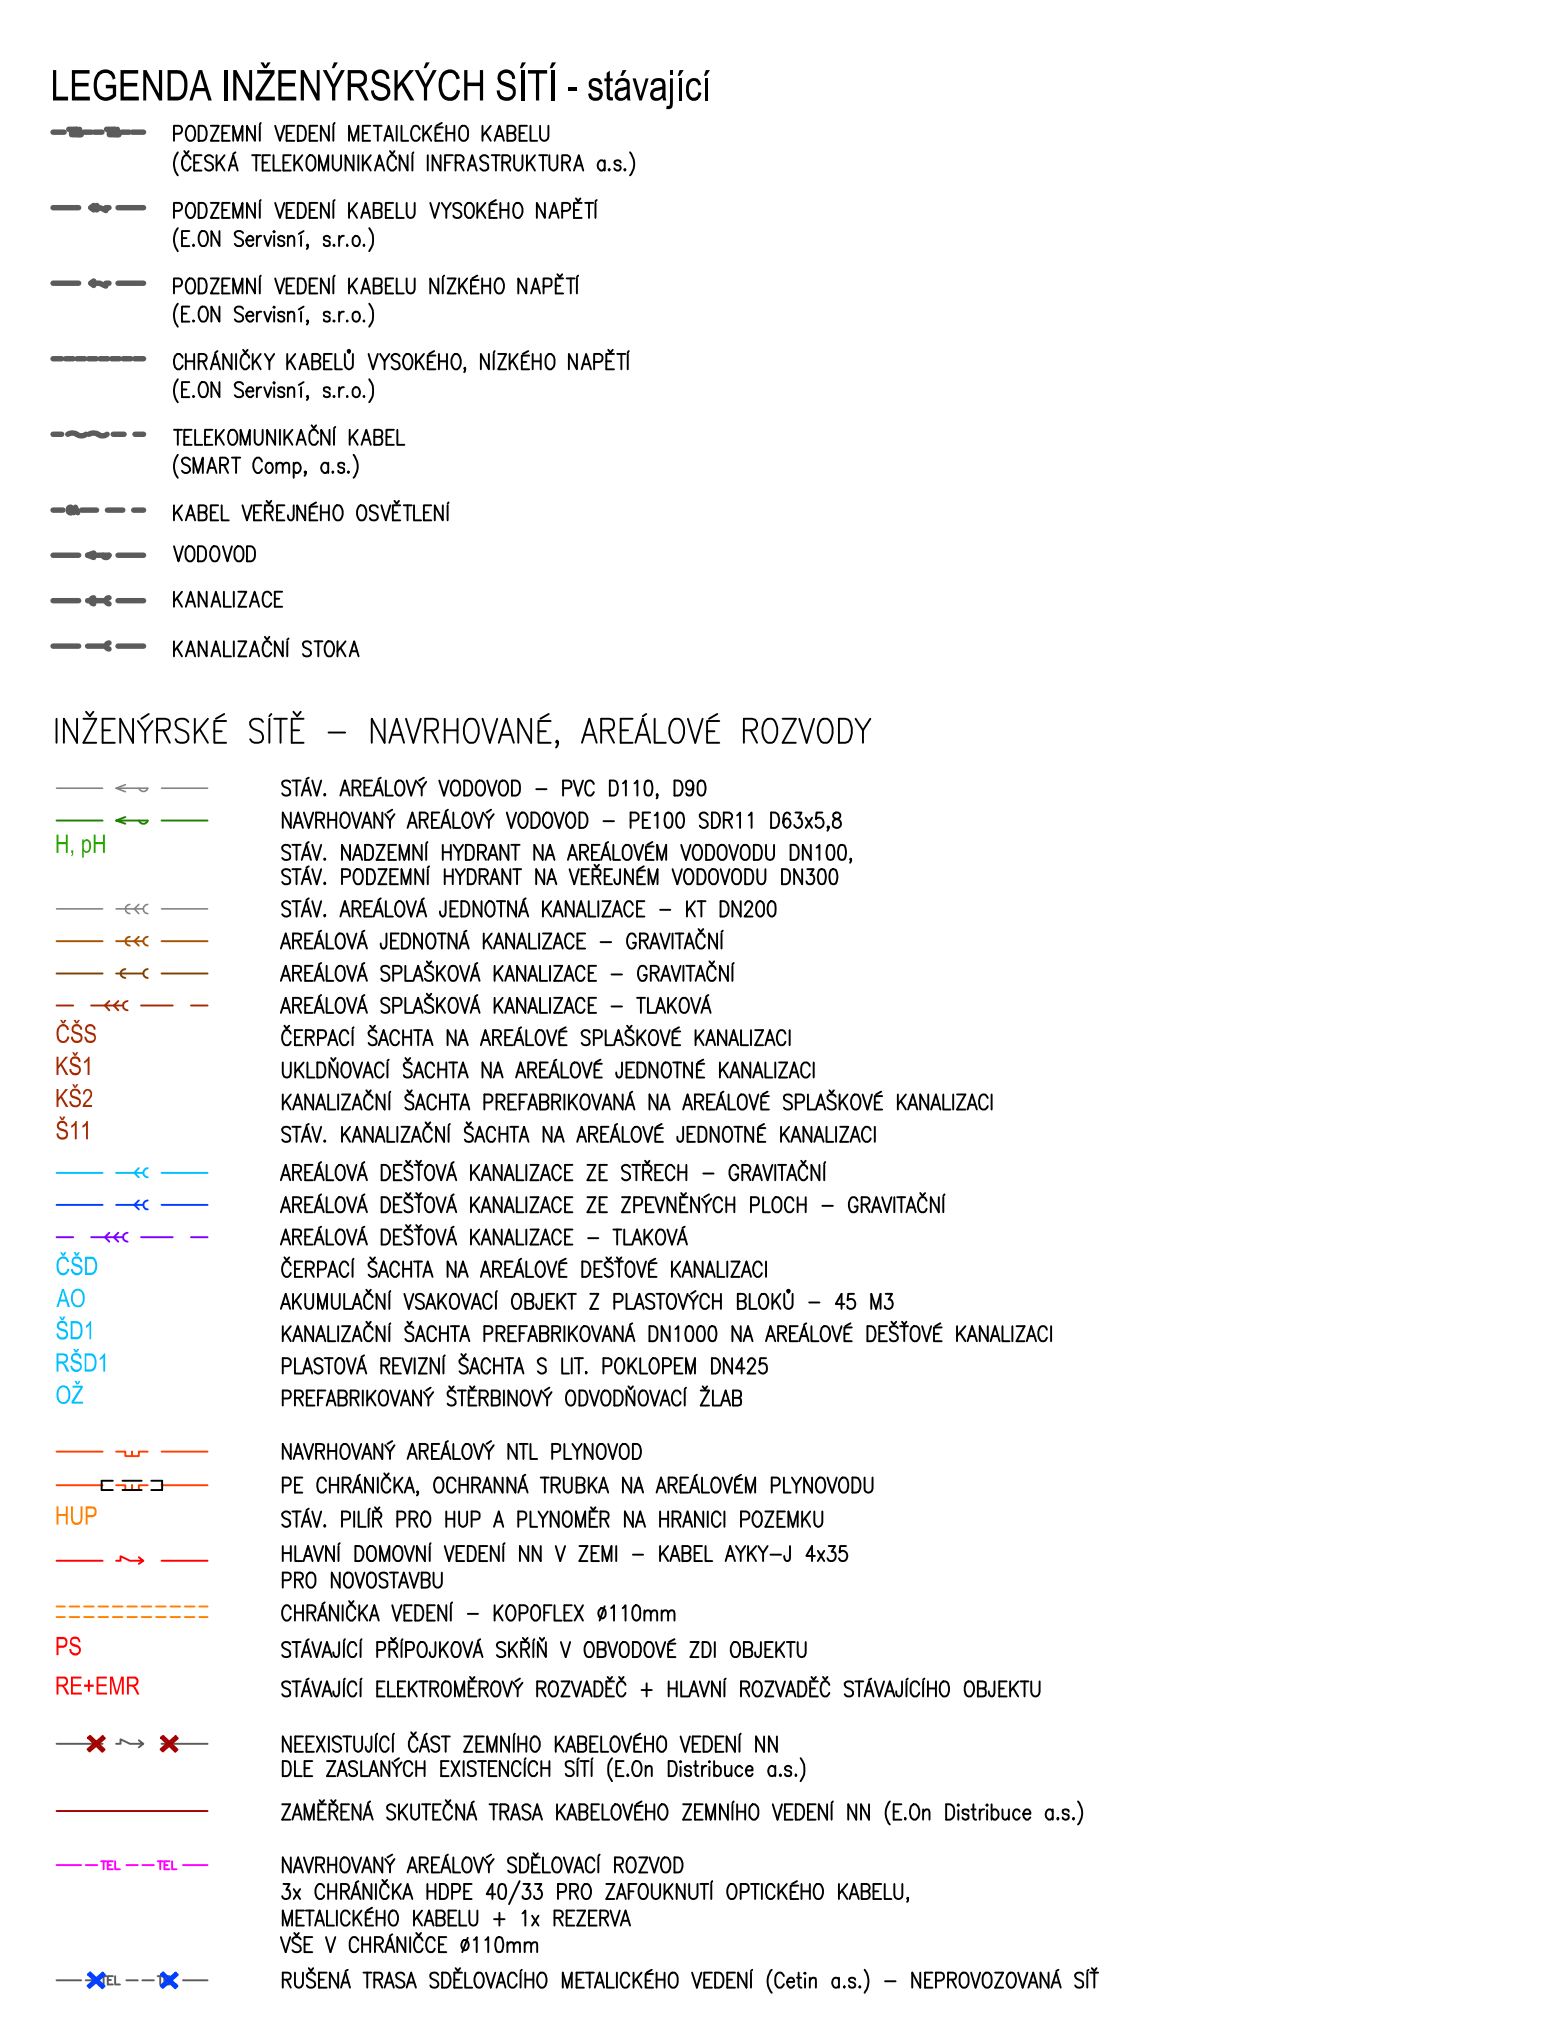 LEGENDA INŽENÝRSKÝCH SÍTÍ - stávající
PODZEMNÍ VEDENÍ METAILCKÉHO KABELU
(ČESKÁ TELEKOMUNIKAČNÍ INFRASTRUKTURA a.s.)
PODZEMNÍ VEDENÍ KABELU VYSOKÉHO NAPĚTÍ
(E.ON Servisní, s.r.o.)
PODZEMNÍ VEDENÍ KABELU NÍZKÉHO NAPĚTÍ
(E.ON Servisní, s.r.o.)
CHRÁNIČKY KABELŮ VYSOKÉHO, NÍZKÉHO NAPĚTÍ
(E.ON Servisní, s.r.o.)
TELEKOMUNIKAČNÍ KABEL
(SMART Comp, a.s.)
KABEL VEŘEJNÉHO OSVĚTLENÍ
VODOVOD
KANALIZACE
KANALIZAČNÍ STOKA
INŽENÝRSKÉ SÍTĚ – NAVRHOVANÉ, AREÁLOVÉ ROZVODY
STÁV. AREÁLOVÝ VODOVOD – PVC D110, D90
NAVRHOVANÝ AREÁLOVÝ VODOVOD – PE100 SDR11 D63x5,8
H, pH STÁV. NADZEMNÍ HYDRANT NA AREÁLOVÉM VODOVODU DN100,
STÁV. PODZEMNÍ HYDRANT NA VEŘEJNÉM VODOVODU DN300
STÁV. AREÁLOVÁ JEDNOTNÁ KANALIZACE – KT DN200
AREÁLOVÁ JEDNOTNÁ KANALIZACE – GRAVITAČNÍ
AREÁLOVÁ SPLAŠKOVÁ KANALIZACE – GRAVITAČNÍ
AREÁLOVÁ SPLAŠKOVÁ KANALIZACE – TLAKOVÁ
ČŠS ČERPACÍ ŠACHTA NA AREÁLOVÉ SPLAŠKOVÉ KANALIZACI
KŠ1 UKLDŇOVACÍ ŠACHTA NA AREÁLOVÉ JEDNOTNÉ KANALIZACI
KŠ2 KANALIZAČNÍ ŠACHTA PREFABRIKOVANÁ NA AREÁLOVÉ SPLAŠKOVÉ KANALIZACI
Š11 STÁV. KANALIZAČNÍ ŠACHTA NA AREÁLOVÉ JEDNOTNÉ KANALIZACI
AREÁLOVÁ DEŠŤOVÁ KANALIZACE ZE STŘECH – GRAVITAČNÍ
AREÁLOVÁ DEŠŤOVÁ KANALIZACE ZE ZPEVNĚNÝCH PLOCH – GRAVITAČNÍ
AREÁLOVÁ DEŠŤOVÁ KANALIZACE – TLAKOVÁ
ČŠD ČERPACÍ ŠACHTA NA AREÁLOVÉ DEŠŤOVÉ KANALIZACI
AO AKUMULAČNÍ VSAKOVACÍ OBJEKT Z PLASTOVÝCH BLOKŮ – 45 M3
ŠD1 KANALIZAČNÍ ŠACHTA PREFABRIKOVANÁ DN1000 NA AREÁLOVÉ DEŠŤOVÉ KANALIZACI
RŠD1 PLASTOVÁ REVIZNÍ ŠACHTA S LIT. POKLOPEM DN425
OŽ PREFABRIKOVANÝ ŠTĚRBINOVÝ ODVODŇOVACÍ ŽLAB
NAVRHOVANÝ AREÁLOVÝ NTL PLYNOVOD
PE CHRÁNIČKA, OCHRANNÁ TRUBKA NA AREÁLOVÉM PLYNOVODU
HUP STÁV. PILÍŘ PRO HUP A PLYNOMĚR NA HRANICI POZEMKU
HLAVNÍ DOMOVNÍ VEDENÍ NN V ZEMI – KABEL AYKY–J 4x35
PRO NOVOSTAVBU
CHRÁNIČKA VEDENÍ – KOPOFLEX ø110mm
PS STÁVAJÍCÍ PŘÍPOJKOVÁ SKŘÍŇ V OBVODOVÉ ZDI OBJEKTU
RE+EMR STÁVAJÍCÍ ELEKTROMĚROVÝ ROZVADĚČ + HLAVNÍ ROZVADĚČ STÁVAJÍCÍHO OBJEKTU
NEEXISTUJÍCÍ ČÁST ZEMNÍHO KABELOVÉHO VEDENÍ NN
DLE ZASLANÝCH EXISTENCÍCH SÍTÍ (E.On Distribuce a.s.)
ZAMĚŘENÁ SKUTEČNÁ TRASA KABELOVÉHO ZEMNÍHO VEDENÍ NN (E.On Distribuce a.s.)
TEL TEL NAVRHOVANÝ AREÁLOVÝ SDĚLOVACÍ ROZVOD
3x CHRÁNIČKA HDPE 40/33 PRO ZAFOUKNUTÍ OPTICKÉHO KABELU,
METALICKÉHO KABELU + 1x REZERVA
VŠE V CHRÁNIČCE ø110mm
RUŠENÁ TRASA SDĚLOVACÍHO METALICKÉHO VEDENÍ (Cetin a.s.) – NEPROVOZOVANÁ SÍŤ